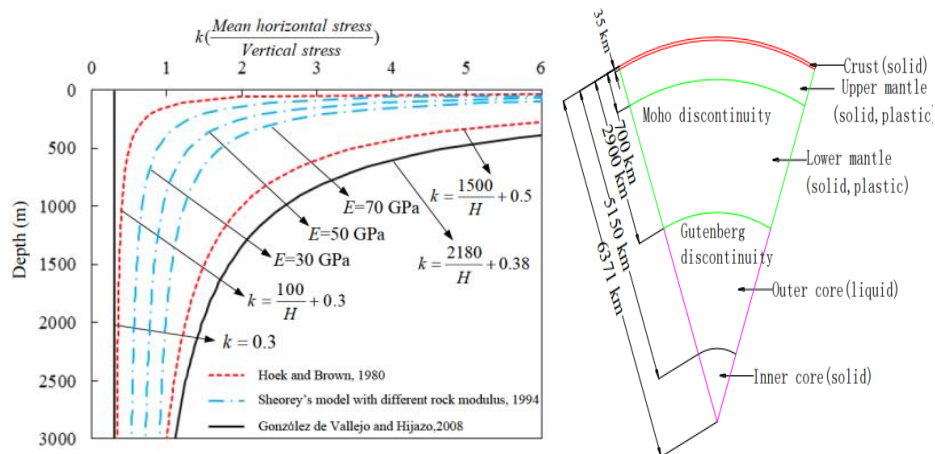 k(Mean horizontal stress/Vertical stress)
0 1 2 3 4 5 6
Depth (m)
0
500
1000
1500
2000
2500
3000
E=70 GPa
E=50 GPa
E=30 GPa
k=1500/H+0.5
k=2180/H+0.38
k=100/H+0.3
k=0.3
Hoek and Brown, 1980
Sheorey's model with different rock modulus, 1994
Gonzólez de Vallejo and Hijazo,2008
35 km
700 km
2900 km
5150 km
6371 km
Crust(solid)
Upper mantle
(solid,plastic)
Moho discontinuity
Lower mantle
(solid,plastic)
Gutenberg
discontinuity
Outer core(liquid)
Inner core(solid)